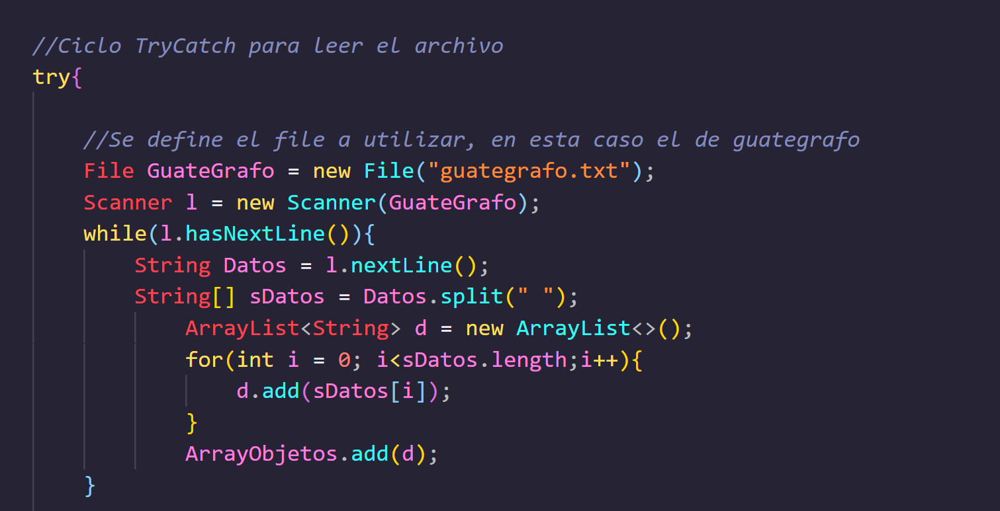 //Ciclo TryCatch para leer el archivo
try{
//Se define el file a utilizar, en esta caso el de guategrafo
File GuateGrafo = new File("guategrafo.txt");
Scanner l = new Scanner(GuateGrafo);
while(l.hasNextLine()){
String Datos = l.nextLine();
String[] sDatos = Datos.split(" ");
ArrayList<String> d = new ArrayList<>();
for(int i = 0; i<sDatos.length;i++){
d.add(sDatos[i]);
}
ArrayObjetos.add(d);
}